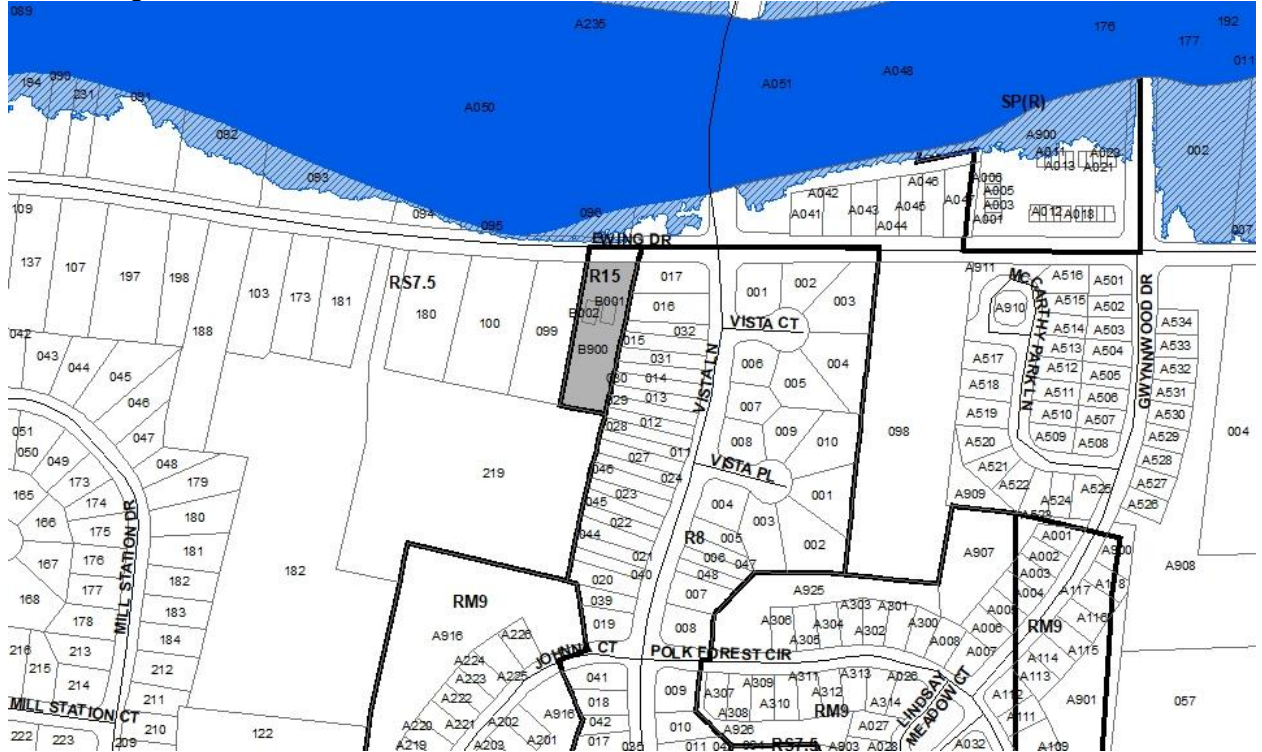 089
A235
176
192
177
011
194
090
231
091
A050
A051
A048
SP(R)
A900
082
A011
A023
A013
A021
002
093
A006
A046
A005
A042
A003
109
094
A041
A043
A045
A047
A001
A012
A018
096
095
A044
007
EWING DR
137
107
197
198
RS7.5
R15
017
A911
MCCARTHY PARK LN
A516
A501
GWYNNWOOD DR
103
173
181
180
100
099
B001
B002
016
001
002
003
A910
A515
A502
042
188
032
VISTA CT
A514
A503
A534
043
044
045
B900
015
031
VISTA LN
006
004
A517
A513
A504
A533
046
030
014
005
A518
A512
A505
A532
029
013
007
A511
A506
A531
051
047
028
012
008
009
010
098
A519
A510
A507
A530
050
049
048
027
011
A520
A509
A508
A529
004
173
179
219
046
024
VISTA PL
A521
A528
165
174
180
045
023
004
001
A909
A522
A524
A525
A527
166
175
MILL STATION DR
022
003
A523
A526
181
044
R8
005
002
A907
A001
A900
167
176
182
182
021
006
047
A002
A908
177
020
040
048
A003
A117
A118
168
183
RM9
039
007
A925
A004
A116
178
184
A916
A226
019
008
A306
A304
A303
A301
A300
A005
RM9
216
213
JOHNNA CT
A305
A302
A008
A006
A115
215
212
A224
A225
POLK FOREST CIR
A007
A114
214
A223
041
A311
A313
A026
A113
211
A222
018
009
A307
A309
A312
A314
LINDSAY MEADOW CT
A112
A901
057
MILL STATION CT
210
122
A220
A221
A202
A916
042
010
A308
A310
RM9
A027
A111
222
223
209
A219
A203
A201
017
035
011
A926
RS7.5
A903
A028
A032
A109